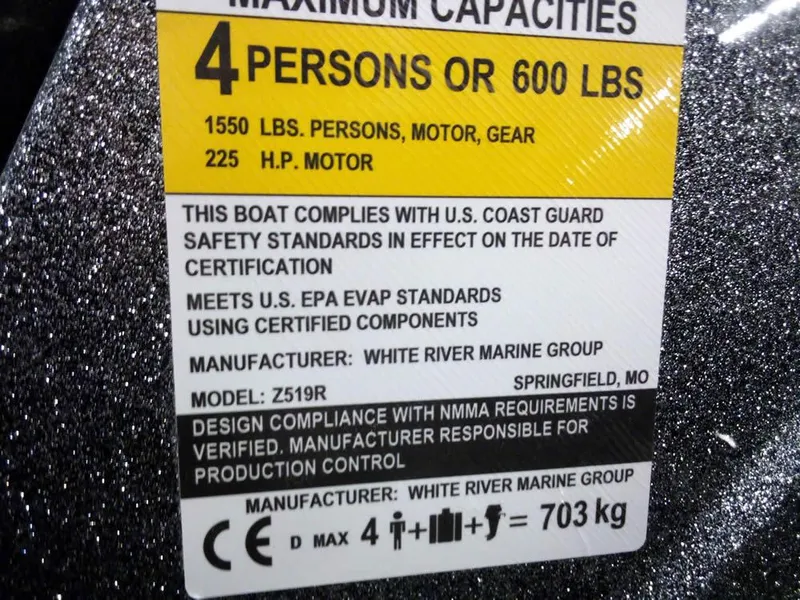 MAXIMUM CAPACITIES
4 PERSONS OR 600 LBS
1550 LBS. PERSONS, MOTOR, GEAR
225 H.P. MOTOR
THIS BOAT COMPLIES WITH U.S. COAST GUARD
SAFETY STANDARDS IN EFFECT ON THE DATE OF
CERTIFICATION
MEETS U.S. EPA EVAP STANDARDS
USING CERTIFIED COMPONENTS
MANUFACTURER: WHITE RIVER MARINE GROUP
MODEL: Z519R SPRINGFIELD, MO
DESIGN COMPLIANCE WITH NMMA REQUIREMENTS IS
VERIFIED. MANUFACTURER RESPONSIBLE FOR
PRODUCTION CONTROL
MANUFACTURER: WHITE RIVER MARINE GROUP
CE D MAX 4 + + = 703 kg